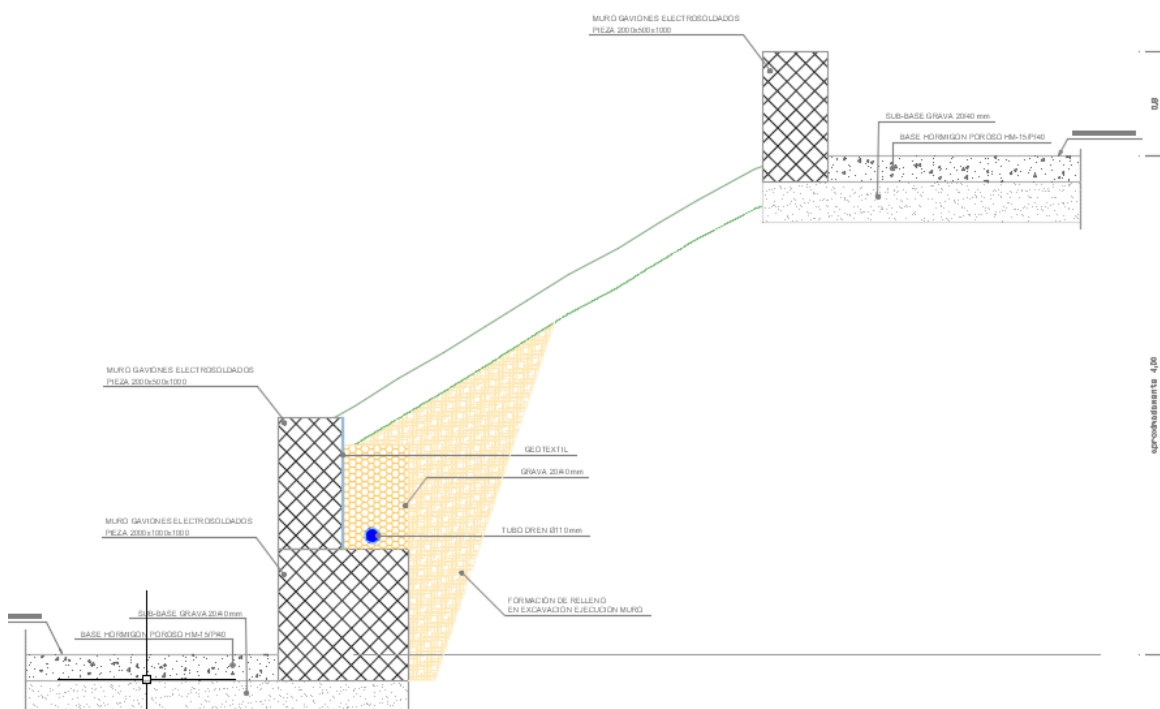 MURO GAVIONES ELECTROSOLDADOS
PIEZA 2000x500x1000
0,8
SUB-BASE GRAVA 20/40 mm
BASE HORMIGON POROSO HM-15/P/40
aproximadamente 4,00
MURO GAVIONES ELECTROSOLDADOS
PIEZA 2000x500x1000
GEOTEXTIL
GRAVA 20/40mm
MURO GAVIONES ELECTROSOLDADOS
PIEZA 2000x1000x1000
TUBO DREN Ø110mm
FORMACIÓN DE RELLENO
EN EXCAVACIÓN EJECUCIÓN MURO
SUB-BASE GRAVA 20/40mm
BASE HORMIGÓN POROSO HM-15/P/40